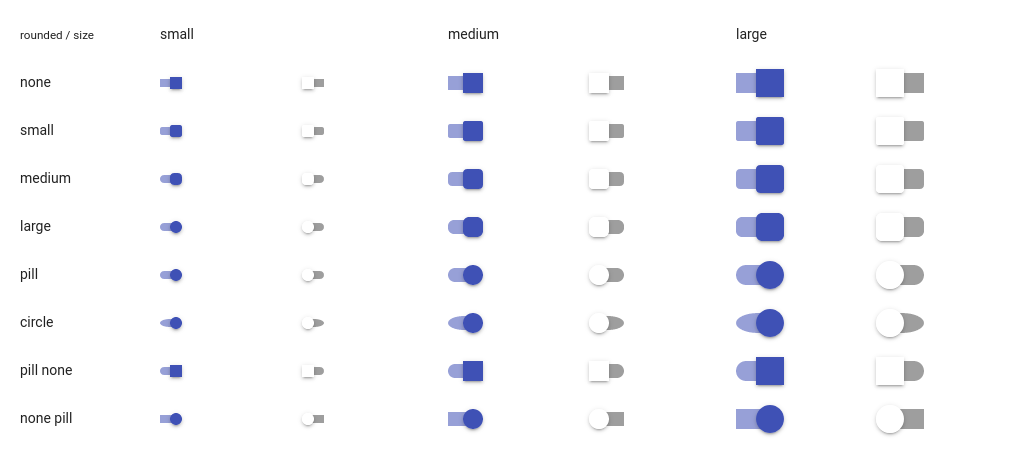 rounded / size small medium large
none
small
medium
large
pill
circle
pill none
none pill